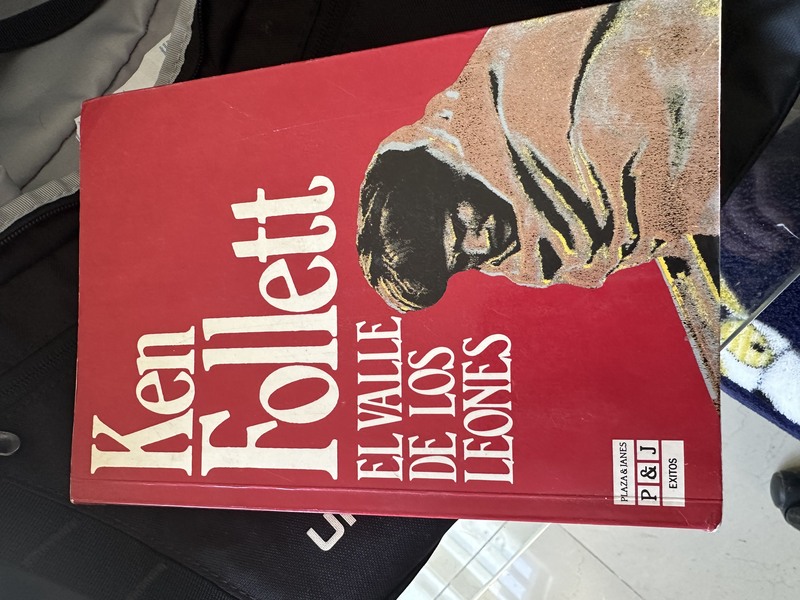 Ken
Follett
EL VALLE
DE LOS
LEONES
PLAZA & JANES
P & J
EXITOS